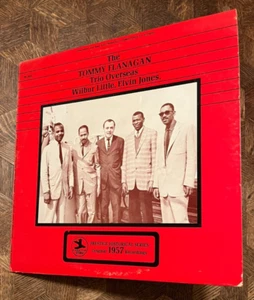 The
TOMMY FLANAGAN
Trio Overseas
Wilbur Little, Elvin Jones
1957